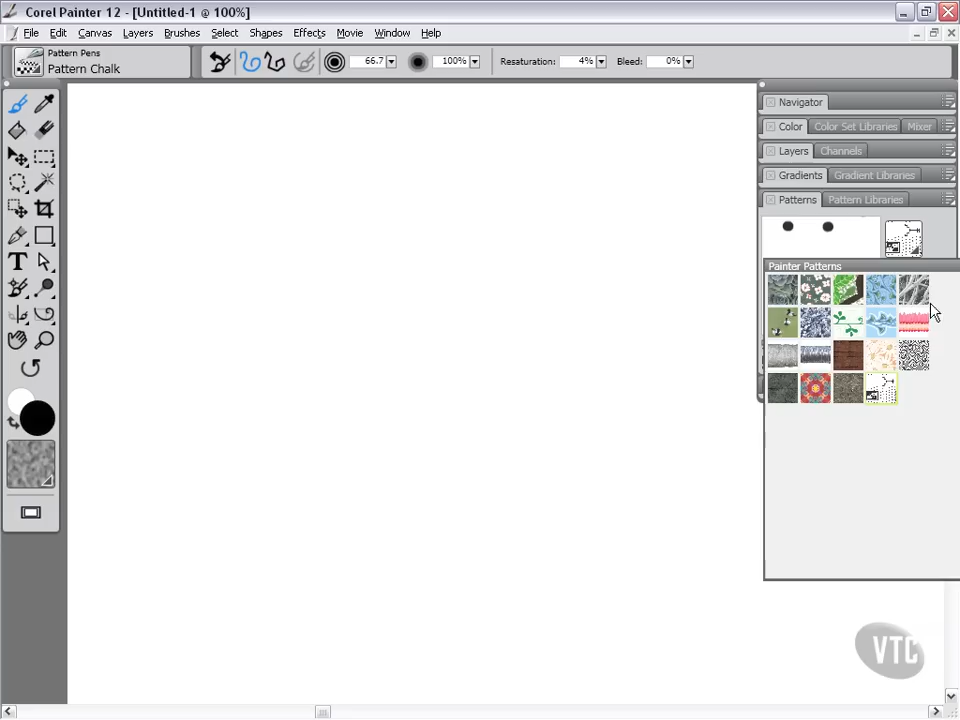 Corel Painter 12 - [Untitled-1 @ 100%]
File Edit Canvas Layers Brushes Select Shapes Effects Movie Window Help
Pattern Pens
Pattern Chalk
66.7 100% Resaturation: 4% Bleed: 0%
Navigator
Color Color Set Libraries Mixer
Layers Channels
Gradients Gradient Libraries
Patterns Pattern Libraries
Painter Patterns
T
VTC